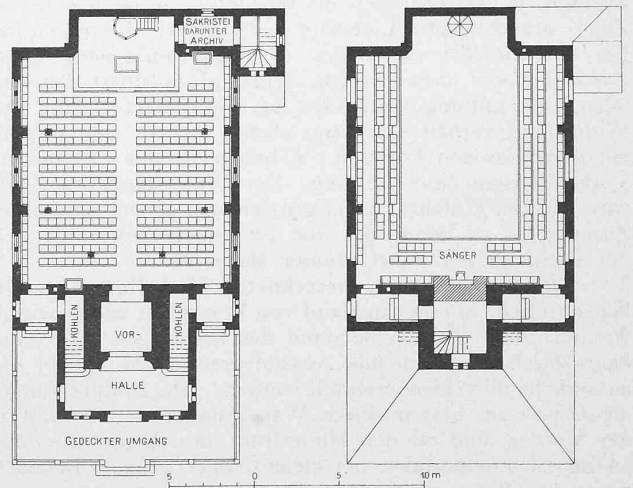 SAKRISTEI
DARUNTER
ARCHIV
SÄNGER
KOHLEN
VOR-
KOHLEN
HALLE
GEDECKTER UMGANG
5 0 5 10 m